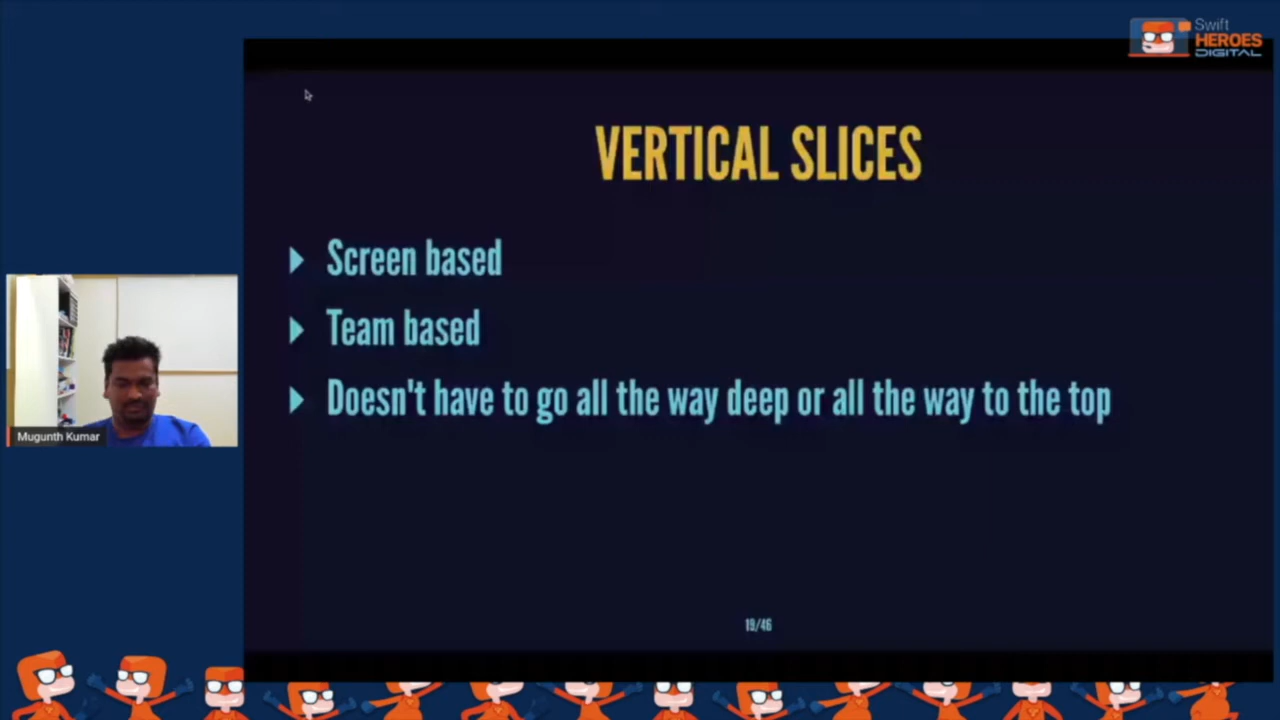 Swift
HEROES
DIGITAL
VERTICAL SLICES
Screen based
Team based
Doesn't have to go all the way deep or all the way to the top
Mugunth Kumar
19/46